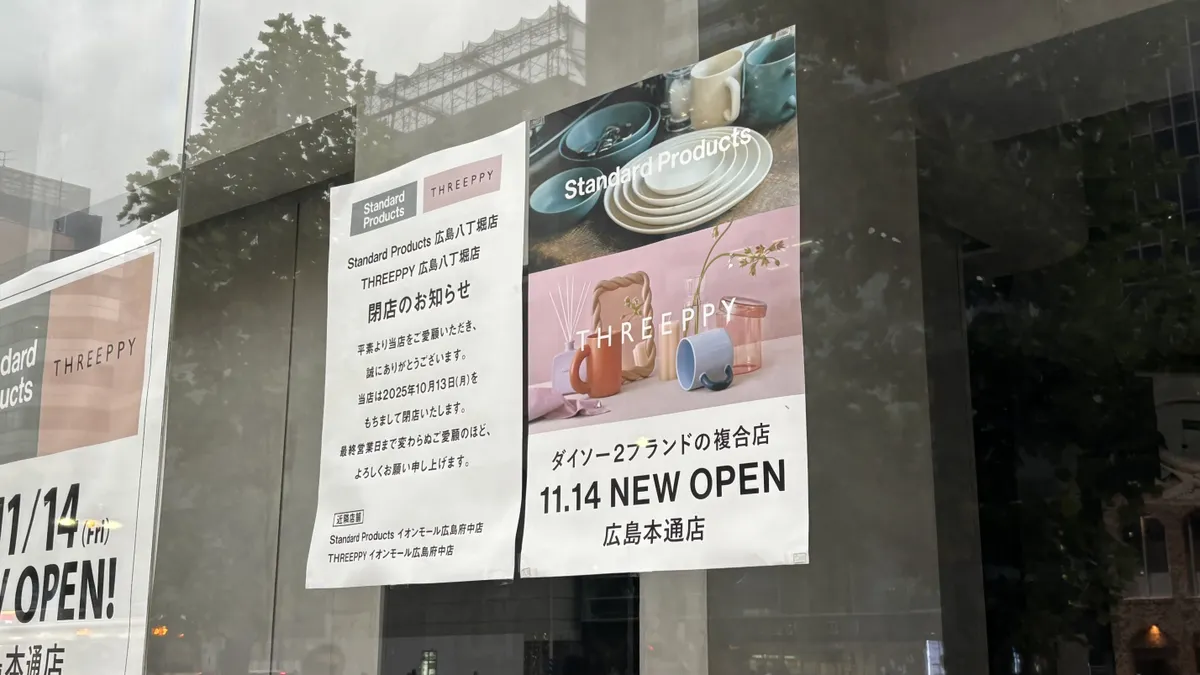 dard
ucts
THREEPPY
11/14(FRI)
OPEN!
本通店
Standard
Products
THREEPPY
Standard Products 広島八丁堀店
THREEPPY 広島八丁堀店
閉店のお知らせ
平素より当店をご愛顧いただき、
誠にありがとうございます。
当店は2025年10月13日(月)を
もちまして閉店いたします。
最終営業日まで変わらぬご愛顧のほど、
よろしくお願い申し上げます。
近隣店舗
Standard Products イオンモール広島府中店
THREEPPY イオンモール広島府中店
Standard Products
THREEPPY
ダイソー2ブランドの複合店
11.14 NEW OPEN
広島本通店